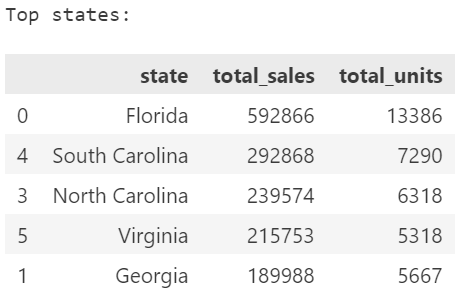 Top states:
state total_sales total_units
0 Florida 592866 13386
4 South Carolina 292868 7290
3 North Carolina 239574 6318
5 Virginia 215753 5318
1 Georgia 189988 5667